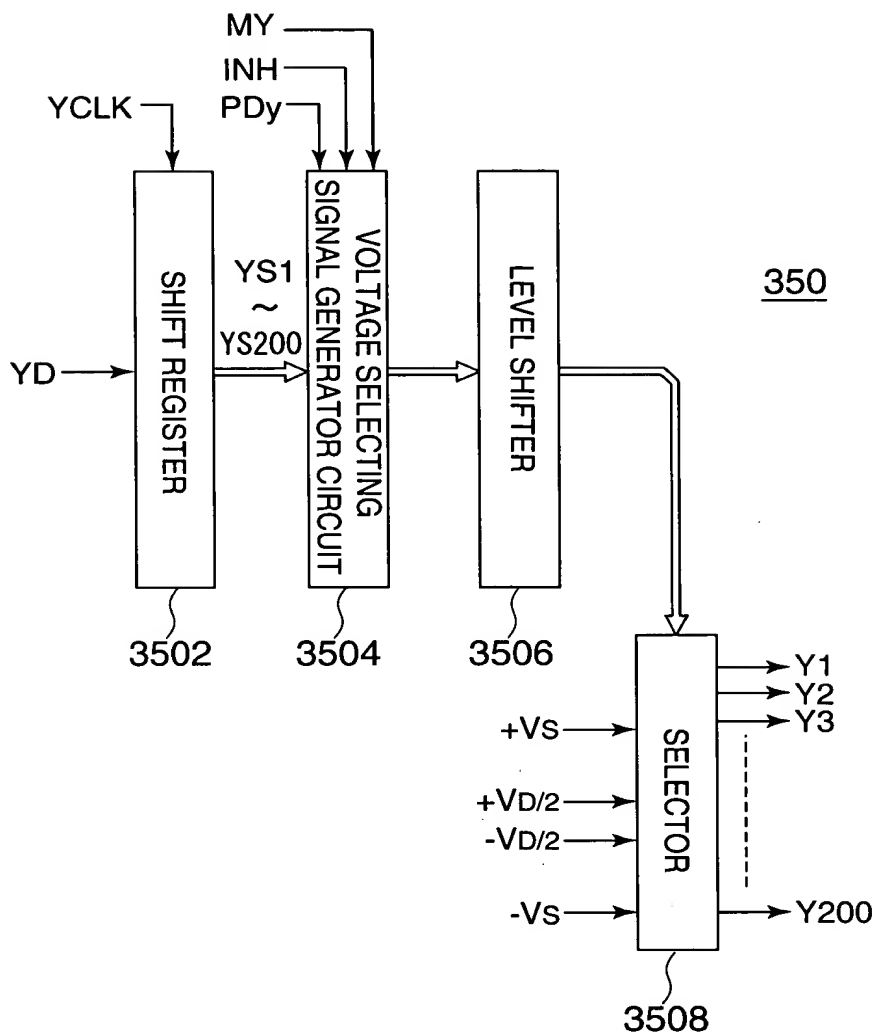 MY
INH
PDy
YCLK
SHIFT REGISTER
VOLTAGE SELECTING
SIGNAL GENERATOR CIRCUIT
LEVEL SHIFTER
350
YS1
~
YS200
YD
3502
3504
3506
Y1
Y2
Y3
+VS
SELECTOR
+VD/2
-VD/2
-VS
Y200
3508